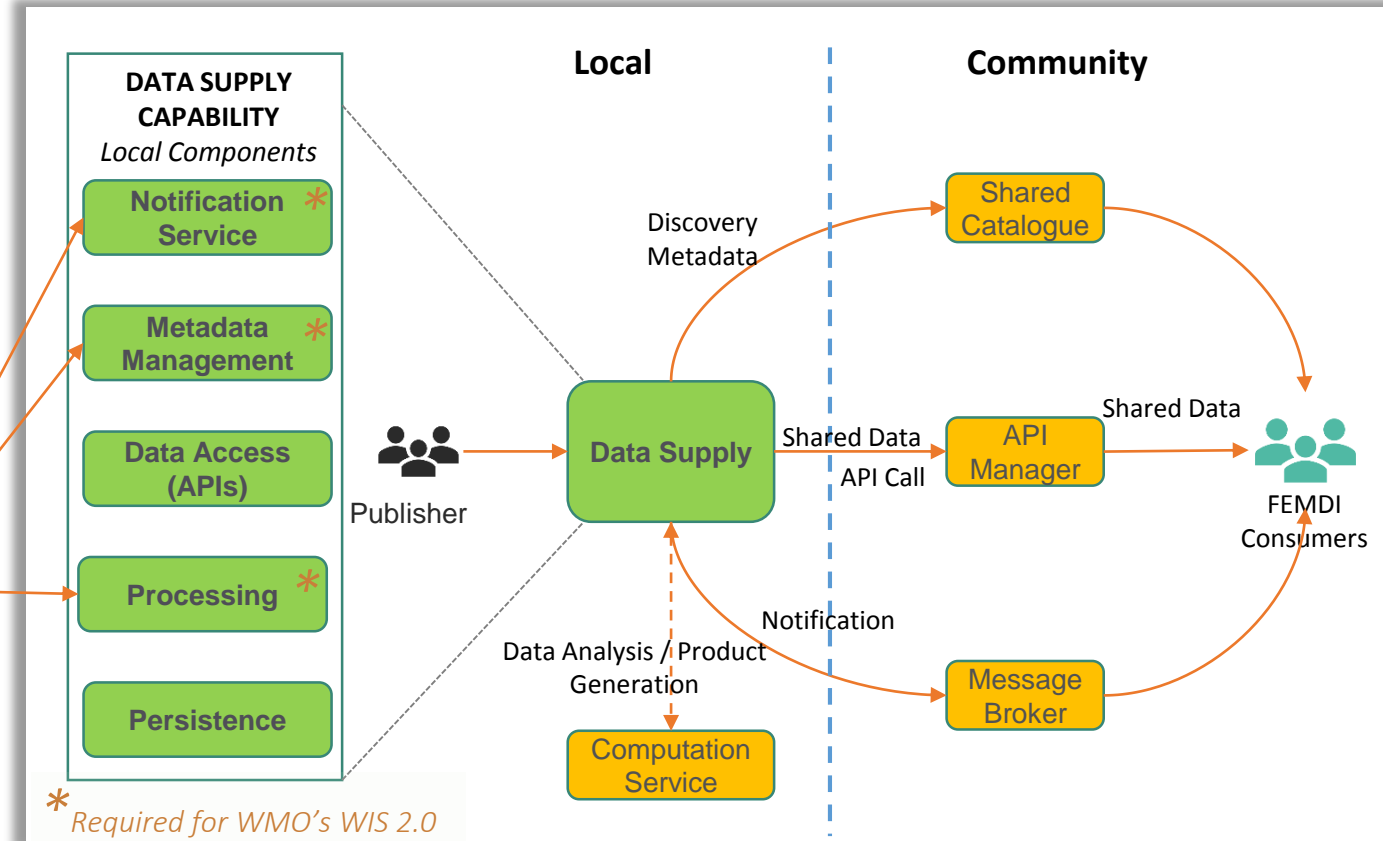 DATA SUPPLY
CAPABILITY
Local Components
Notification
Service
*
Metadata
Management
*
Data Access
(APIs)
Processing
*
Persistence
*
Required for WMO's WIS 2.0
Local
Community
Publisher
Data Supply
Discovery
Metadata
Shared Data
API Call
Notification
Data Analysis / Product
Generation
Computation
Service
Shared
Catalogue
API
Manager
Message
Broker
Shared Data
FEMDI
Consumers